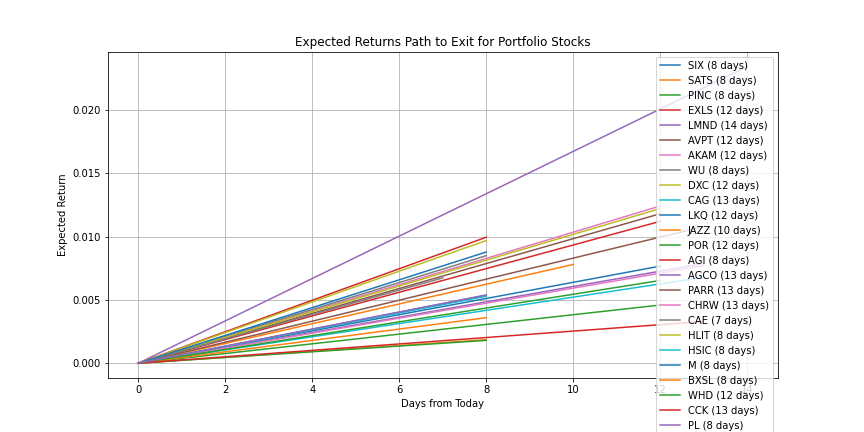 Expected Returns Path to Exit for Portfolio Stocks
Expected Return
0.020
0.015
0.010
0.005
0.000
0
2
4
6
8
10
12
14
Days from Today
SIX (8 days)
SATS (8 days)
PINC (8 days)
EXLS (12 days)
LMND (14 days)
AVPT (12 days)
AKAM (12 days)
WU (8 days)
DXC (12 days)
CAG (13 days)
LKQ (12 days)
JAZZ (10 days)
POR (12 days)
AGI (8 days)
AGCO (13 days)
PARR (13 days)
CHRW (13 days)
CAE (7 days)
HLIT (8 days)
HSIC (8 days)
M (8 days)
BXSL (8 days)
WHD (12 days)
CCK (13 days)
PL (8 days)